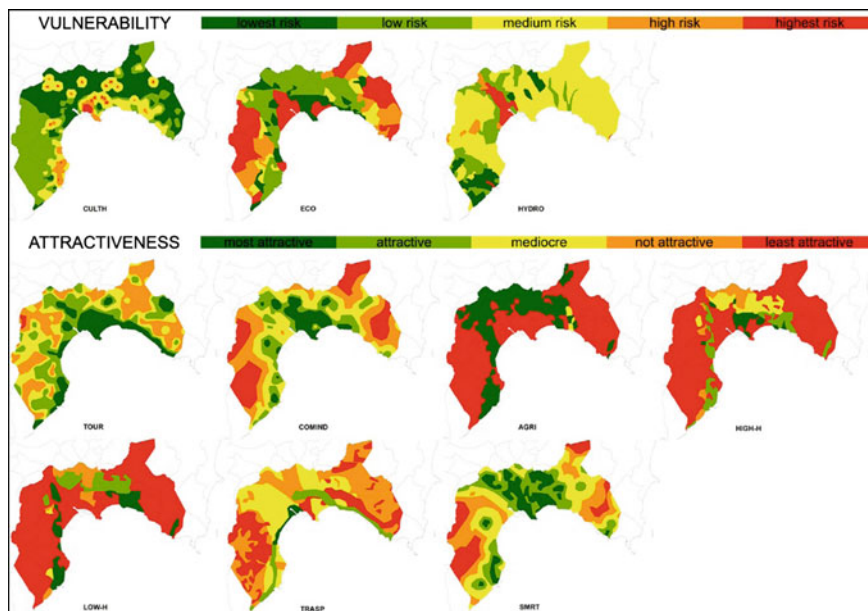 VULNERABILITY lowest risk low risk medium risk high risk highest risk
CULTH ECO HYDRO
ATTRACTIVENESS most attractive attractive mediocre not attractive least attractive
TOUR COMIND AGRI HIGH-H
LOW-H TRASP SMRT